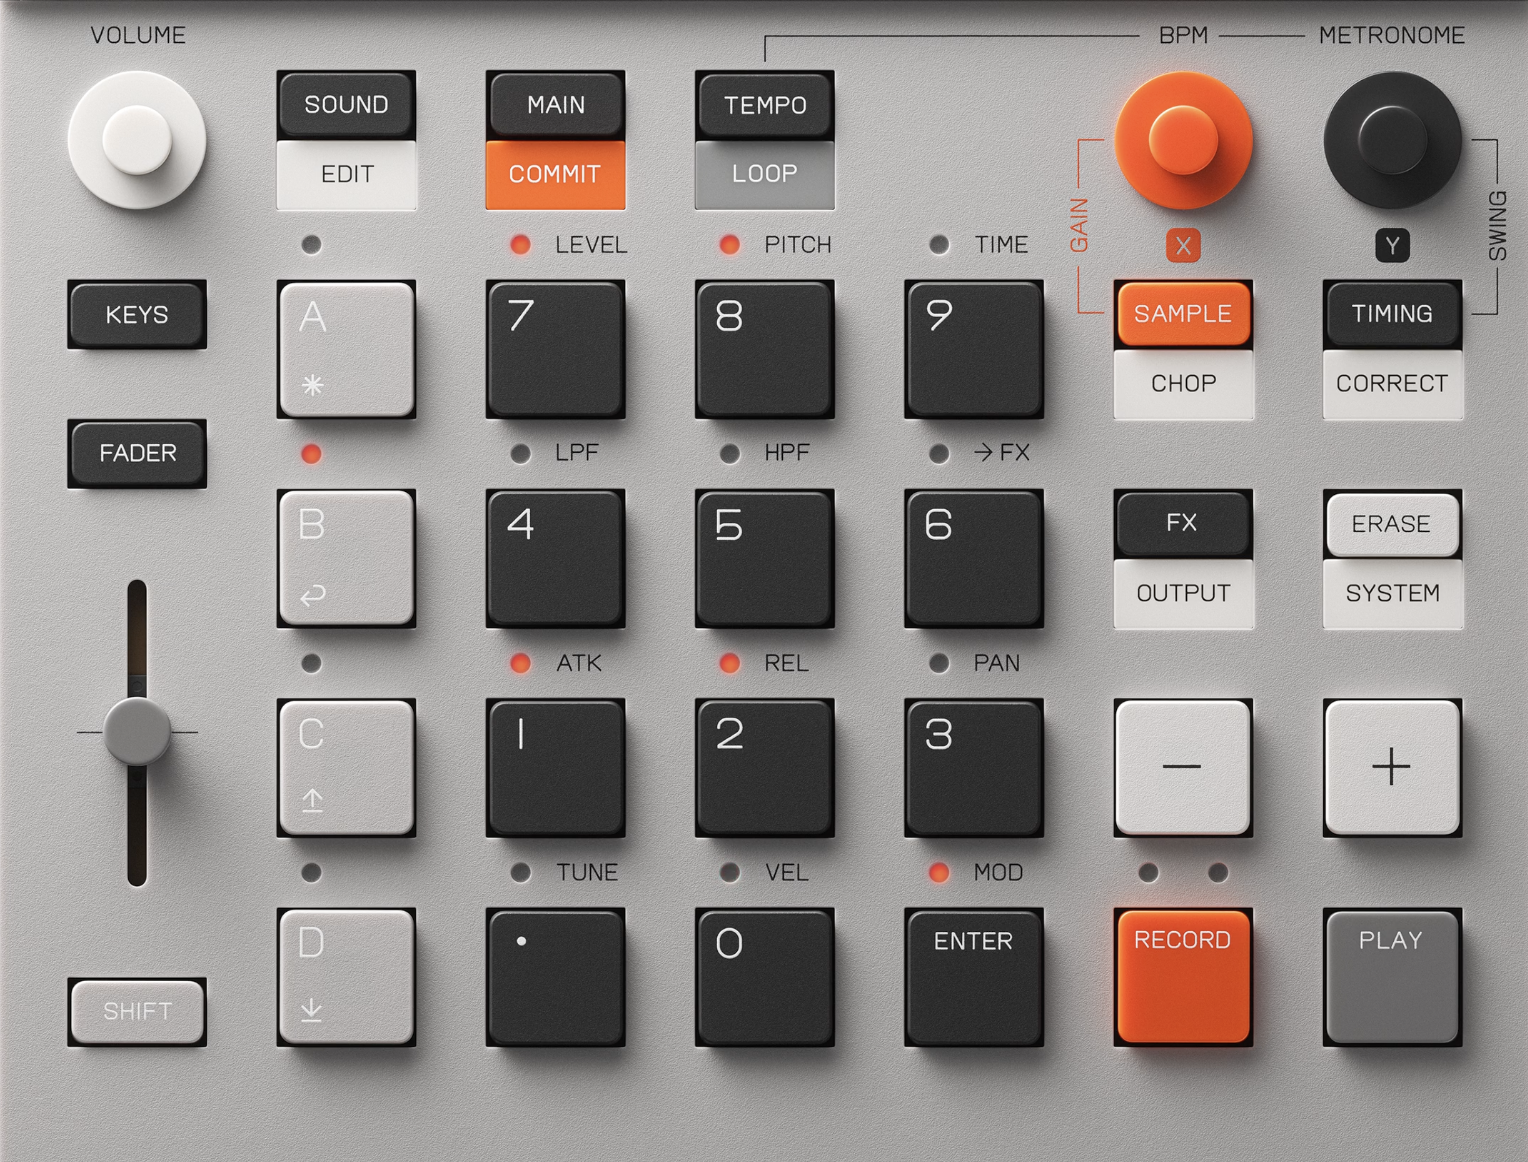 VOLUME
BPM
METRONOME
SOUND
MAIN
TEMPO
EDIT
COMMIT
LOOP
GAIN
SWING
LEVEL
PITCH
TIME
X
Y
KEYS
A
*
7
8
9
SAMPLE
TIMING
CHOP
CORRECT
FADER
LPF
HPF
→ FX
B
↩
4
5
6
FX
ERASE
OUTPUT
SYSTEM
ATK
REL
PAN
C
↑
1
2
3
−
+
TUNE
VEL
MOD
D
↓
.
0
ENTER
RECORD
PLAY
SHIFT